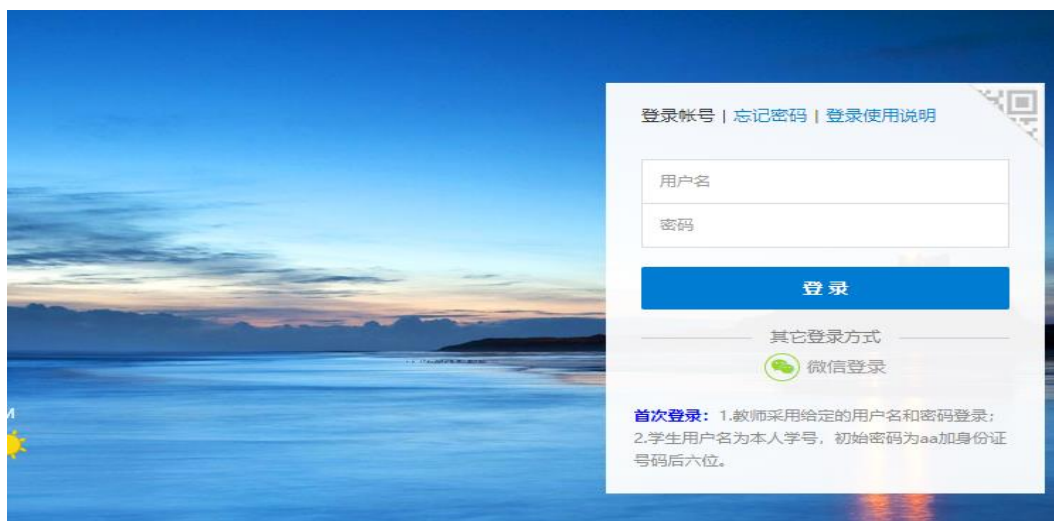 登录帐号 | 忘记密码 | 登录使用说明
用户名
密码
登 录
其它登录方式
微信登录
首次登录：1.教师采用给定的用户名和密码登录；
2.学生用户名为本人学号，初始密码为aa加身份证
号码后六位。